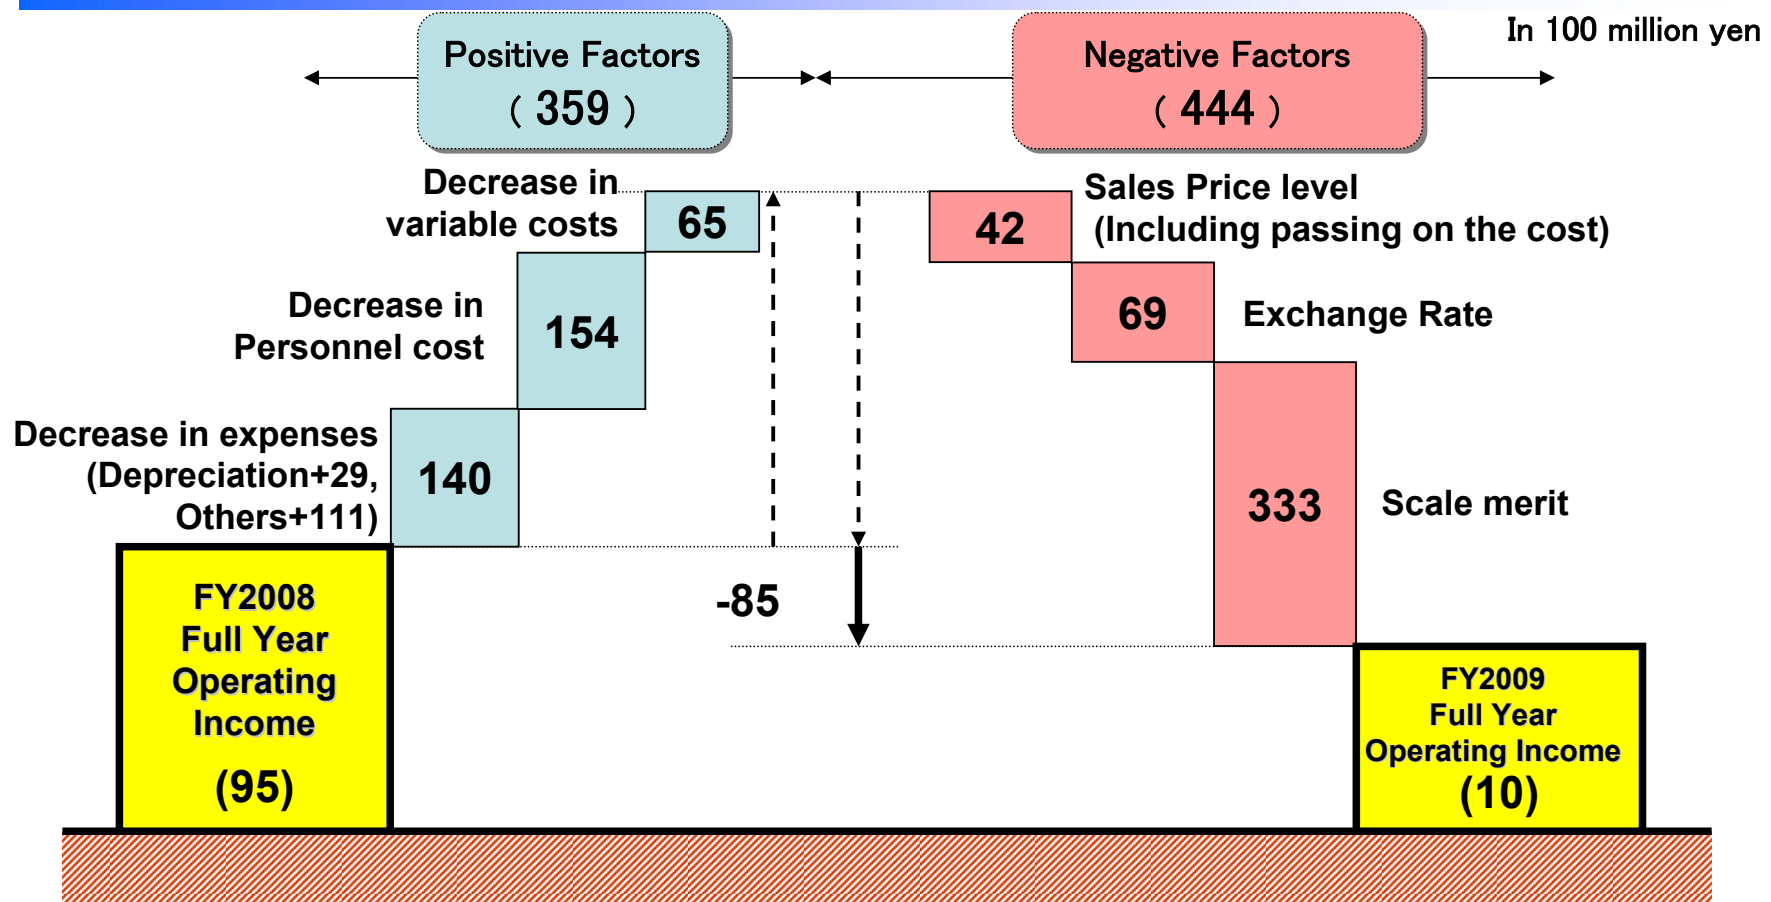 In 100 million yen
Positive Factors
( 359 )
Negative Factors
( 444 )
Decrease in
variable costs
65
42
Sales Price level
(Including passing on the cost)
Decrease in
Personnel cost
154
69
Exchange Rate
Decrease in expenses
(Depreciation+29,
Others+111)
140
333
Scale merit
-85
FY2008
Full Year
Operating
Income
(95)
FY2009
Full Year
Operating Income
(10)